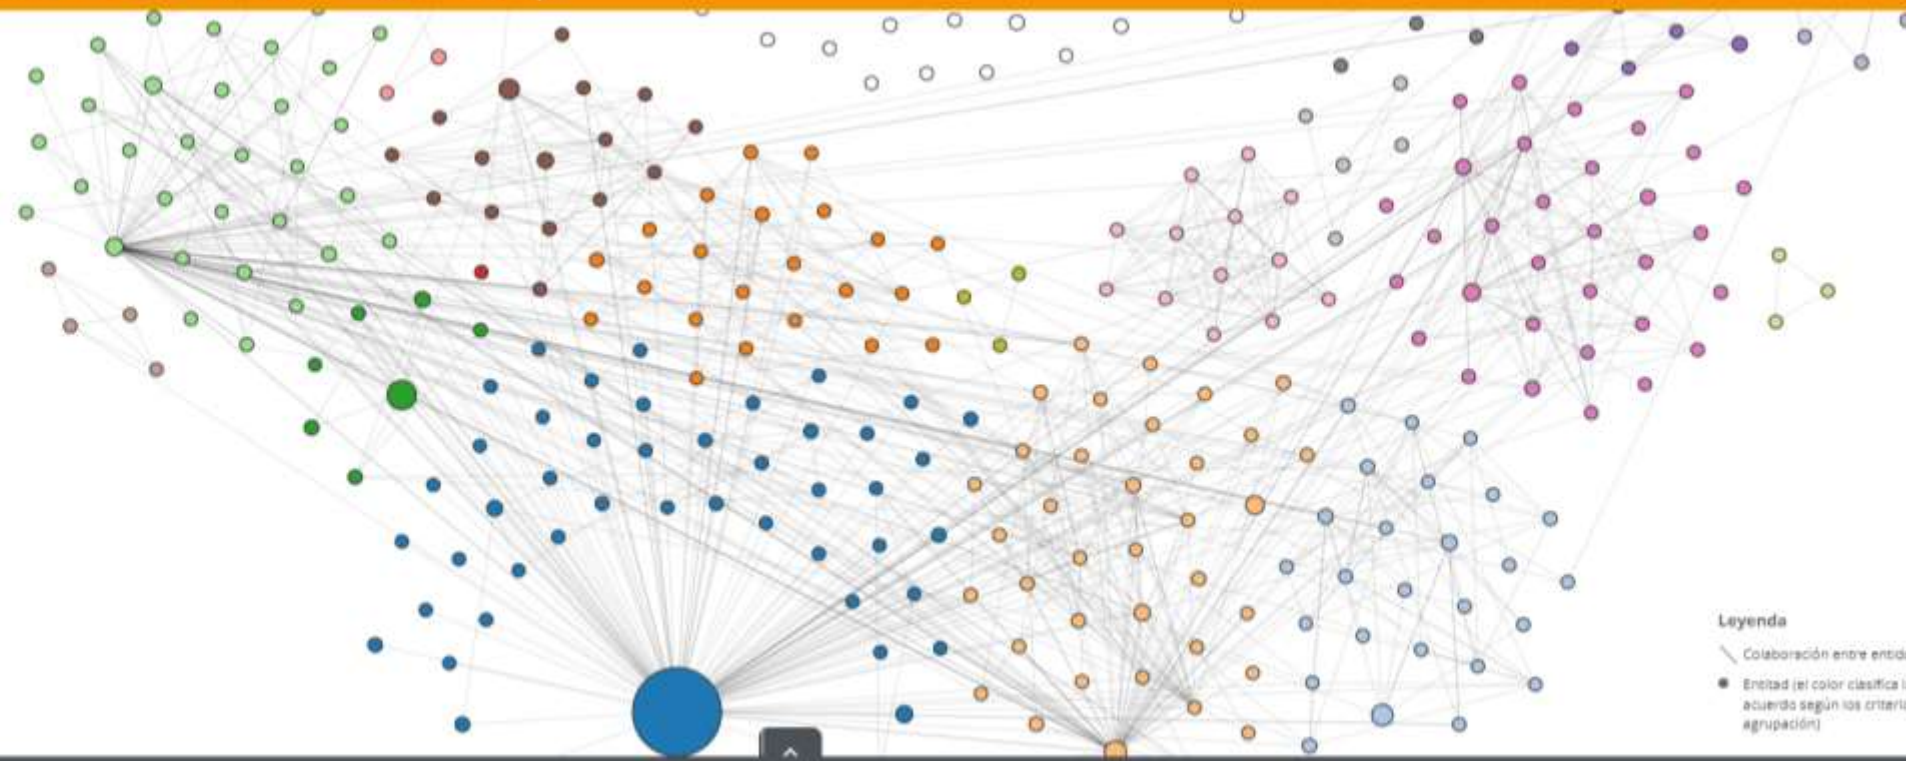 Leyenda
Colaboración entre
Entidad (el color clasifica
acuerdo según los
agrupación)